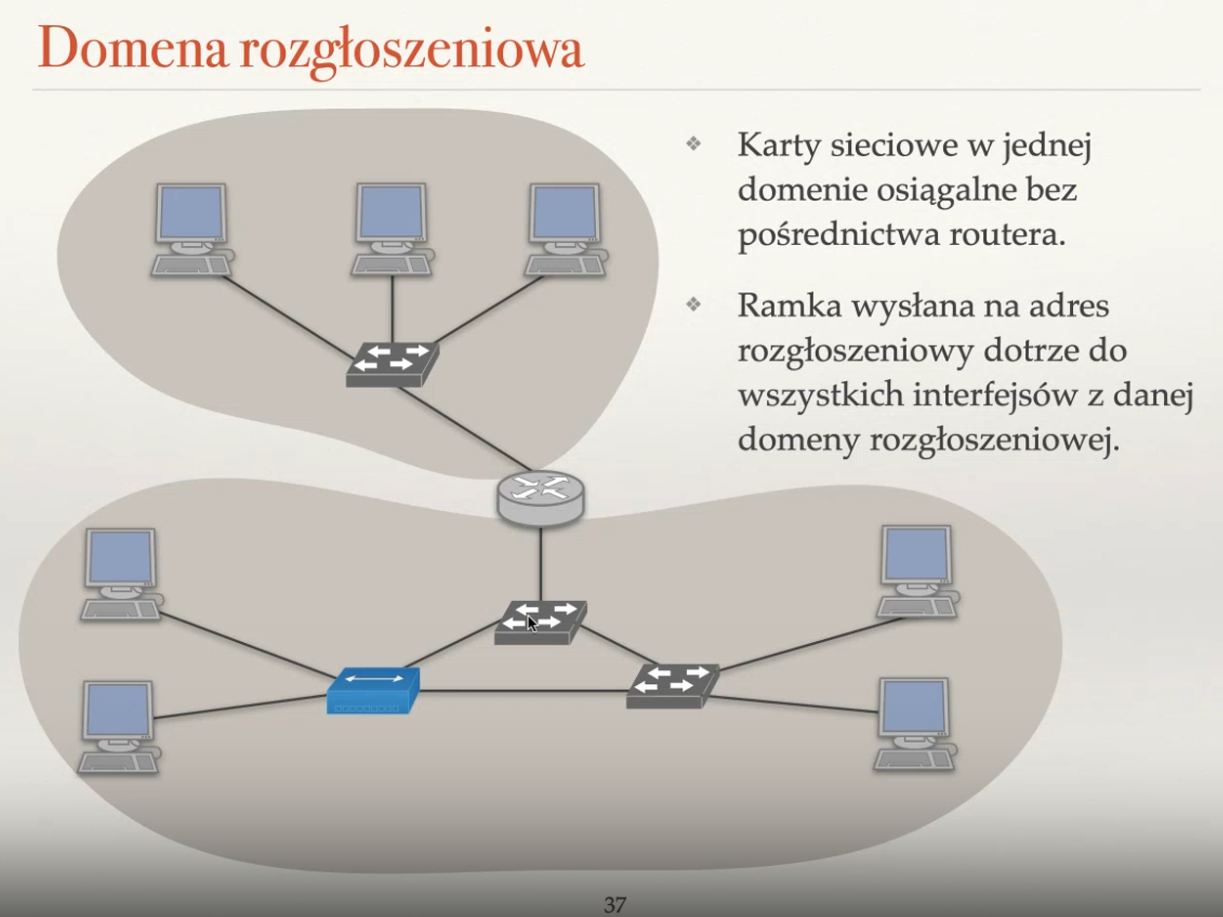 Domena rozgłoszeniowa
Karty sieciowe w jednej
domenie osiągalne bez
pośrednictwa routera.
Ramka wysłana na adres
rozgłoszeniowy dotrze do
wszystkich interfejsów z danej
domeny rozgłoszeniowej.
37